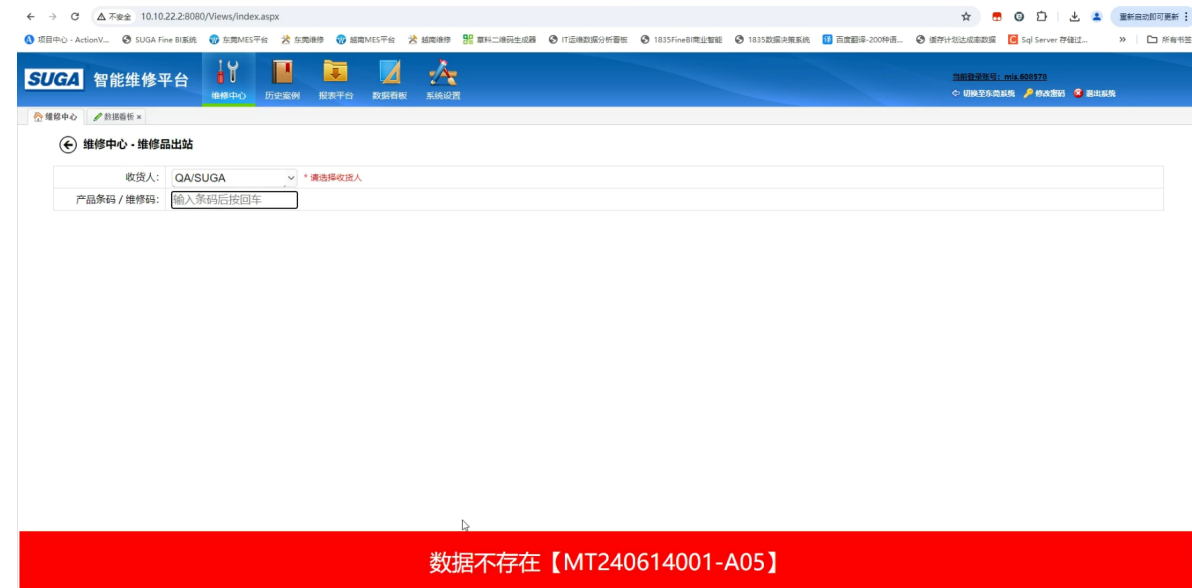 不安全 10.10.22.2:8080/Views/index.aspx 重新启动即可更新
项目中心 - ActionV... SUGA Fine BI系统 东莞MES平台 东莞维修 越南MES平台 越南维修 草料二维码生成器 IT运维数据分析看板 1835FineBI商业智能 1835数据决策系统 百度翻译-200种语... 缓存计划达成率数据 Sql Server 存储过... » 所有书签
SUGA 智能维修平台 维修中心 历史案例 报表平台 数据看板 系统设置
当前登录账号：mis.608578
切换至东莞系统 修改密码 退出系统
维修中心 数据看板 ×
维修中心 - 维修品出站
收货人: QA/SUGA * 请选择收货人
产品条码 / 维修码: 输入条码后按回车
数据不存在【MT240614001-A05】